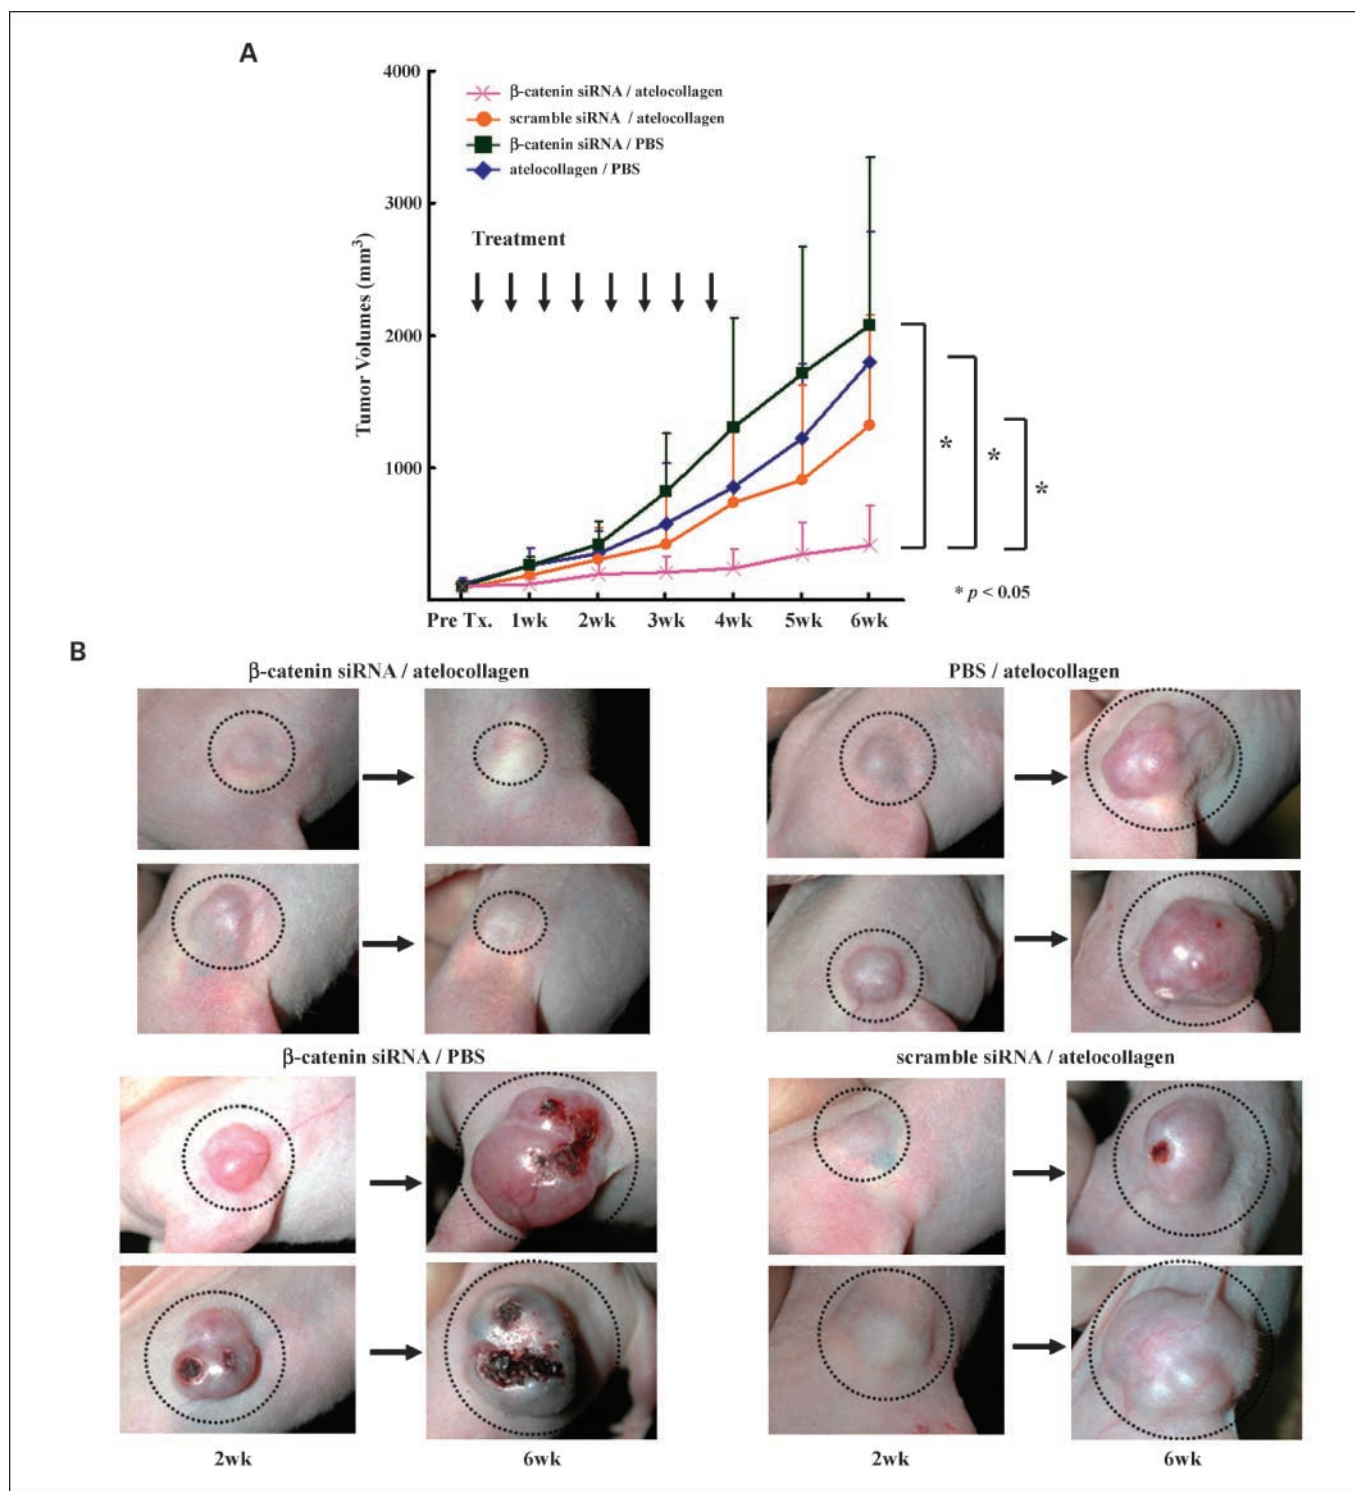 A
4000
3000
2000
1000
Tumor Volumes (mm³)
β-catenin siRNA / atelocollagen
scramble siRNA / atelocollagen
β-catenin siRNA / PBS
atelocollagen / PBS
Treatment
*
*
*
* p < 0.05
Pre Tx. 1wk 2wk 3wk 4wk 5wk 6wk
B
β-catenin siRNA / atelocollagen
PBS / atelocollagen
β-catenin siRNA / PBS
scramble siRNA / atelocollagen
2wk 6wk 2wk 6wk